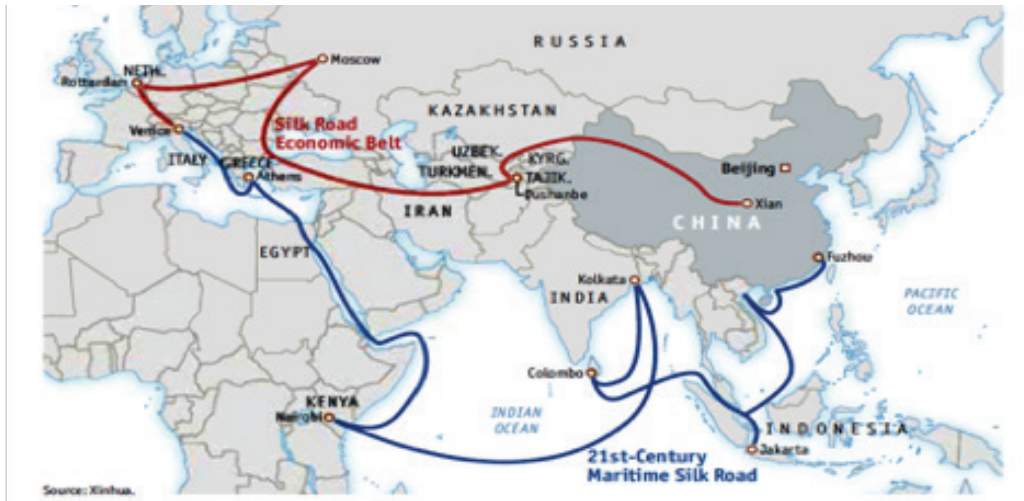 RUSSIA
Moscow
NETH.
Rotterdam
KAZAKHSTAN
Silk Road
Economic Belt
Venice
UZBEK.
KYRG.
ITALY
GREECE
TURKMEN.
TAJIK.
Beijing
Athens
Dushanbe
Xian
IRAN
CHINA
EGYPT
Fuzhou
Kolkata
INDIA
PACIFIC
OCEAN
Colombo
KENYA
Nairobi
INDIAN
OCEAN
INDONESIA
21st-Century
Maritime Silk Road
Jakarta
Source: Xinhua.